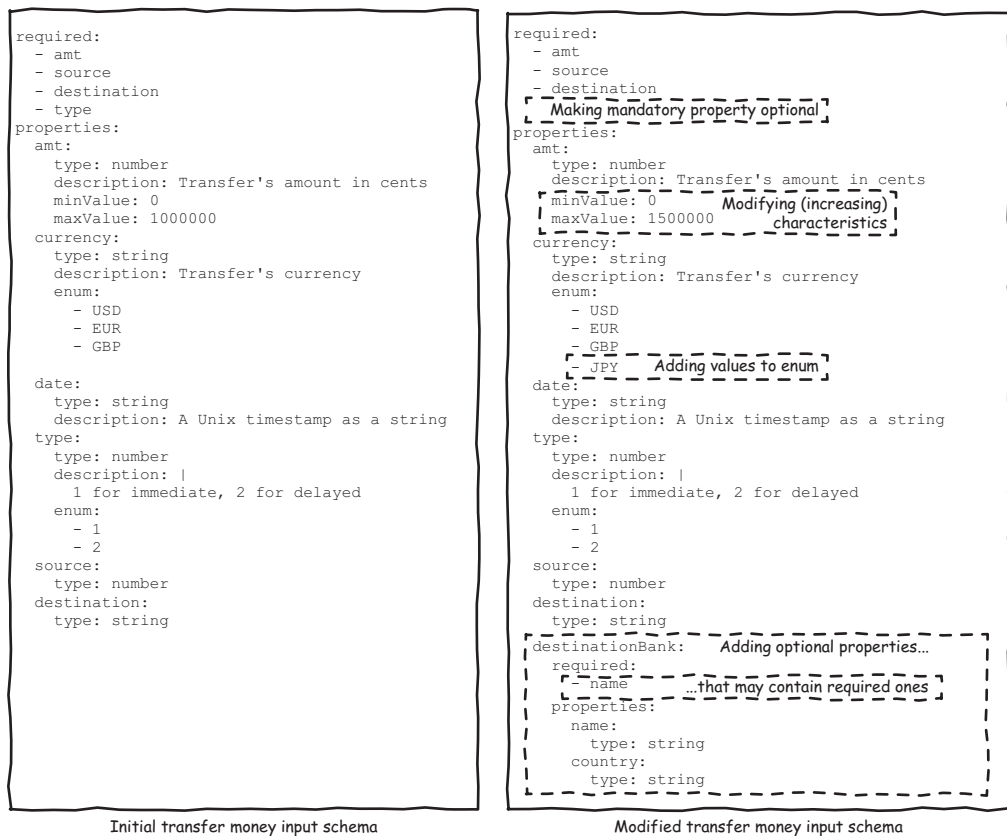 required:
  - amt
  - source
  - destination
  - type
properties:
  amt:
    type: number
    description: Transfer's amount in cents
    minValue: 0
    maxValue: 1000000
  currency:
    type: string
    description: Transfer's currency
    enum:
      - USD
      - EUR
      - GBP
  date:
    type: string
    description: A Unix timestamp as a string
  type:
    type: number
    description: |
      1 for immediate, 2 for delayed
    enum:
      - 1
      - 2
  source:
    type: number
  destination:
    type: string
Initial transfer money input schema
required:
  - amt
  - source
  - destination
Making mandatory property optional
properties:
  amt:
    type: number
    description: Transfer's amount in cents
    minValue: 0
    maxValue: 1500000
Modifying (increasing)
characteristics
  currency:
    type: string
    description: Transfer's currency
    enum:
      - USD
      - EUR
      - GBP
      - JPY Adding values to enum
  date:
    type: string
    description: A Unix timestamp as a string
  type:
    type: number
    description: |
      1 for immediate, 2 for delayed
    enum:
      - 1
      - 2
  source:
    type: number
  destination:
    type: string
  destinationBank: Adding optional properties...
    required:
      - name ...that may contain required ones
    properties:
      name:
        type: string
      country:
        type: string
Modified transfer money input schema